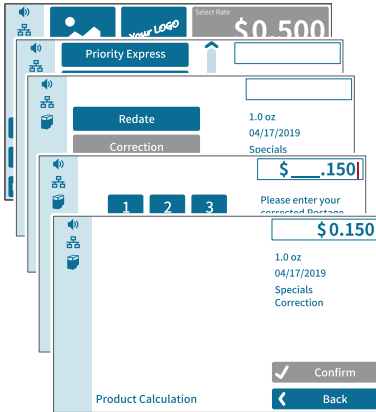 Your LOGO
Select Rate
$0.500
Priority Express
Redate
1.0 oz
04/17/2019
Correction
Specials
$ ___.150
1 2 3
Please enter your
corrected Postage
$0.150
1.0 oz
04/17/2019
Specials
Correction
Confirm
Product Calculation
Back